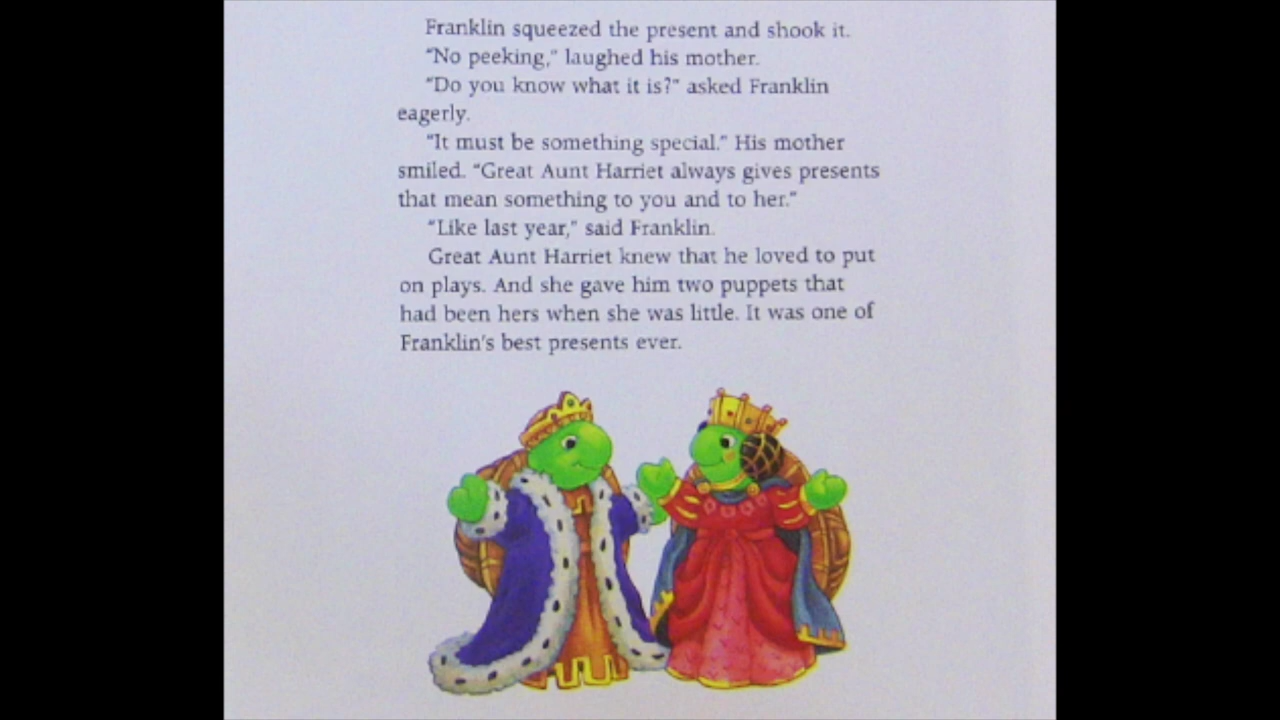 Franklin squeezed the present and shook it.
"No peeking," laughed his mother.
"Do you know what it is?" asked Franklin
eagerly.
"It must be something special." His mother
smiled. "Great Aunt Harriet always gives presents
that mean something to you and to her."
"Like last year," said Franklin.
Great Aunt Harriet knew that he loved to put
on plays. And she gave him two puppets that
had been hers when she was little. It was one of
Franklin's best presents ever.